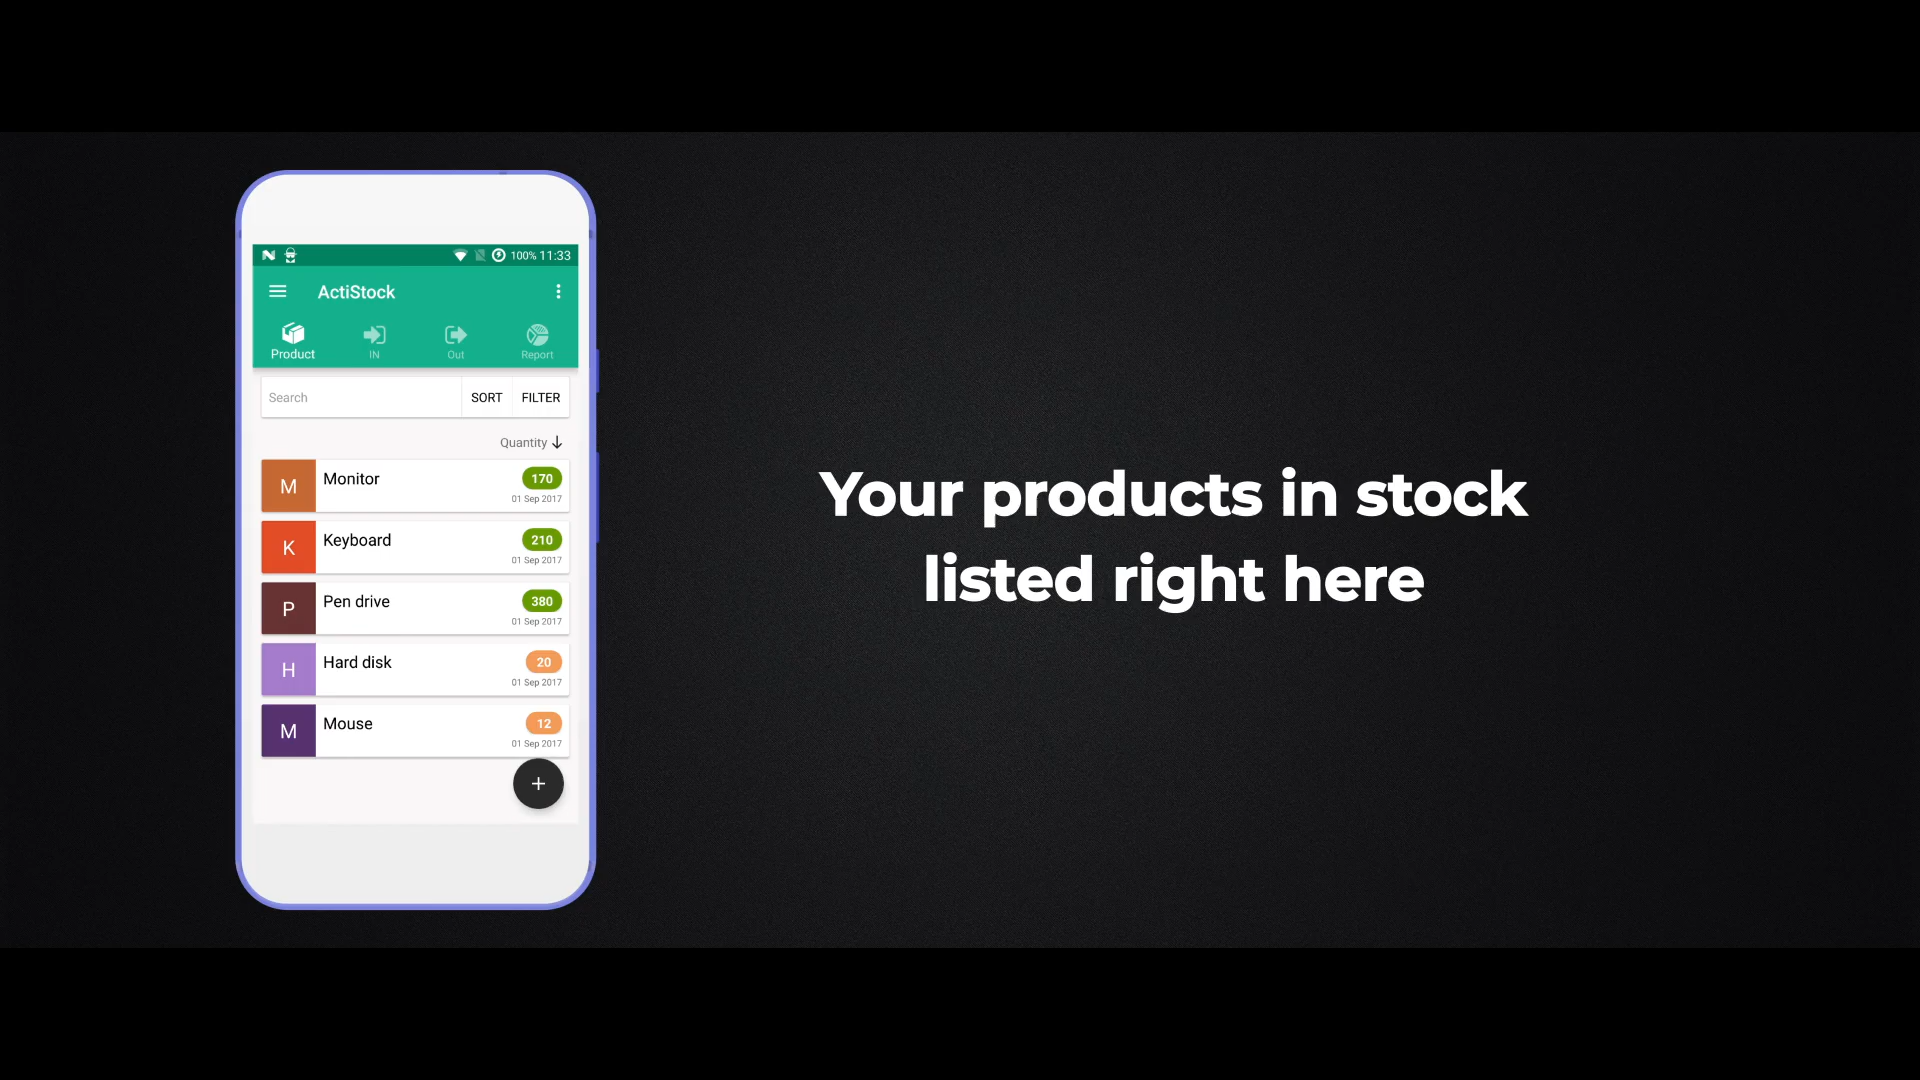 100% 11:33
ActiStock
Product IN Out Report
Search SORT FILTER
Quantity
M Monitor 170
01 Sep 2017
K Keyboard 210
01 Sep 2017
P Pen drive 380
01 Sep 2017
H Hard disk 20
01 Sep 2017
M Mouse 12
01 Sep 2017
+
Your products in stock
listed right here